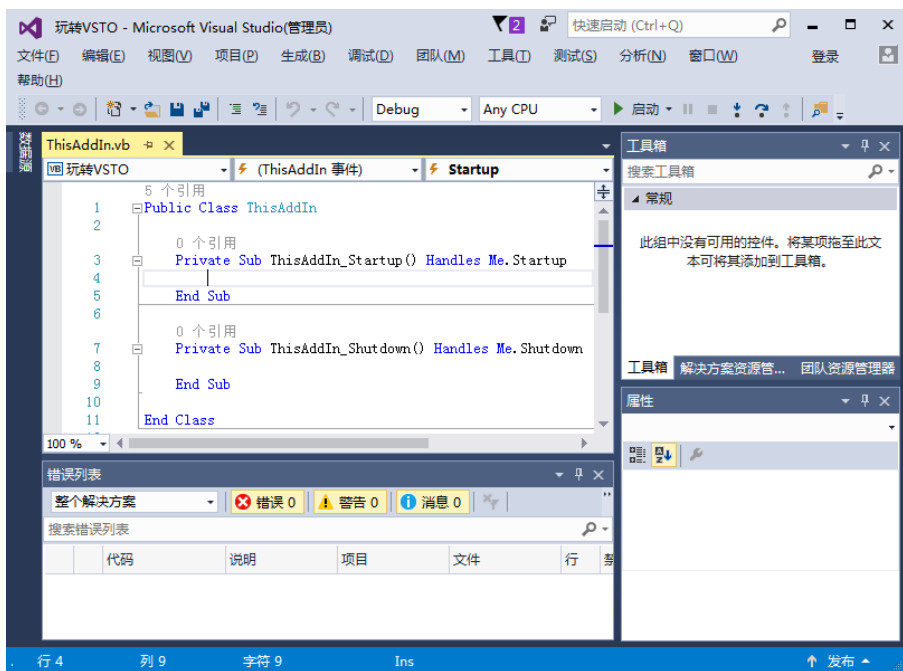 玩转VSTO - Microsoft Visual Studio(管理员)
2
快速启动 (Ctrl+Q)
文件(F) 编辑(E) 视图(V) 项目(P) 生成(B) 调试(D) 团队(M) 工具(T) 测试(S) 分析(N) 窗口(W) 登录
帮助(H)
Debug Any CPU 启动
数据源
ThisAddIn.vb
VB 玩转VSTO (ThisAddIn 事件) Startup
5 个引用
1 Public Class ThisAddIn
2
0 个引用
3 Private Sub ThisAddIn_Startup() Handles Me.Startup
4
5 End Sub
6
0 个引用
7 Private Sub ThisAddIn_Shutdown() Handles Me.Shutdown
8
9 End Sub
10
11 End Class
100 %
工具箱
搜索工具箱
常规
此组中没有可用的控件。将某项拖至此文
本可将其添加到工具箱。
工具箱 解决方案资源管... 团队资源管理器
属性
错误列表
整个解决方案 错误 0 警告 0 消息 0
搜索错误列表
代码 说明 项目 文件 行
行 4 列 9 字符 9 Ins 发布